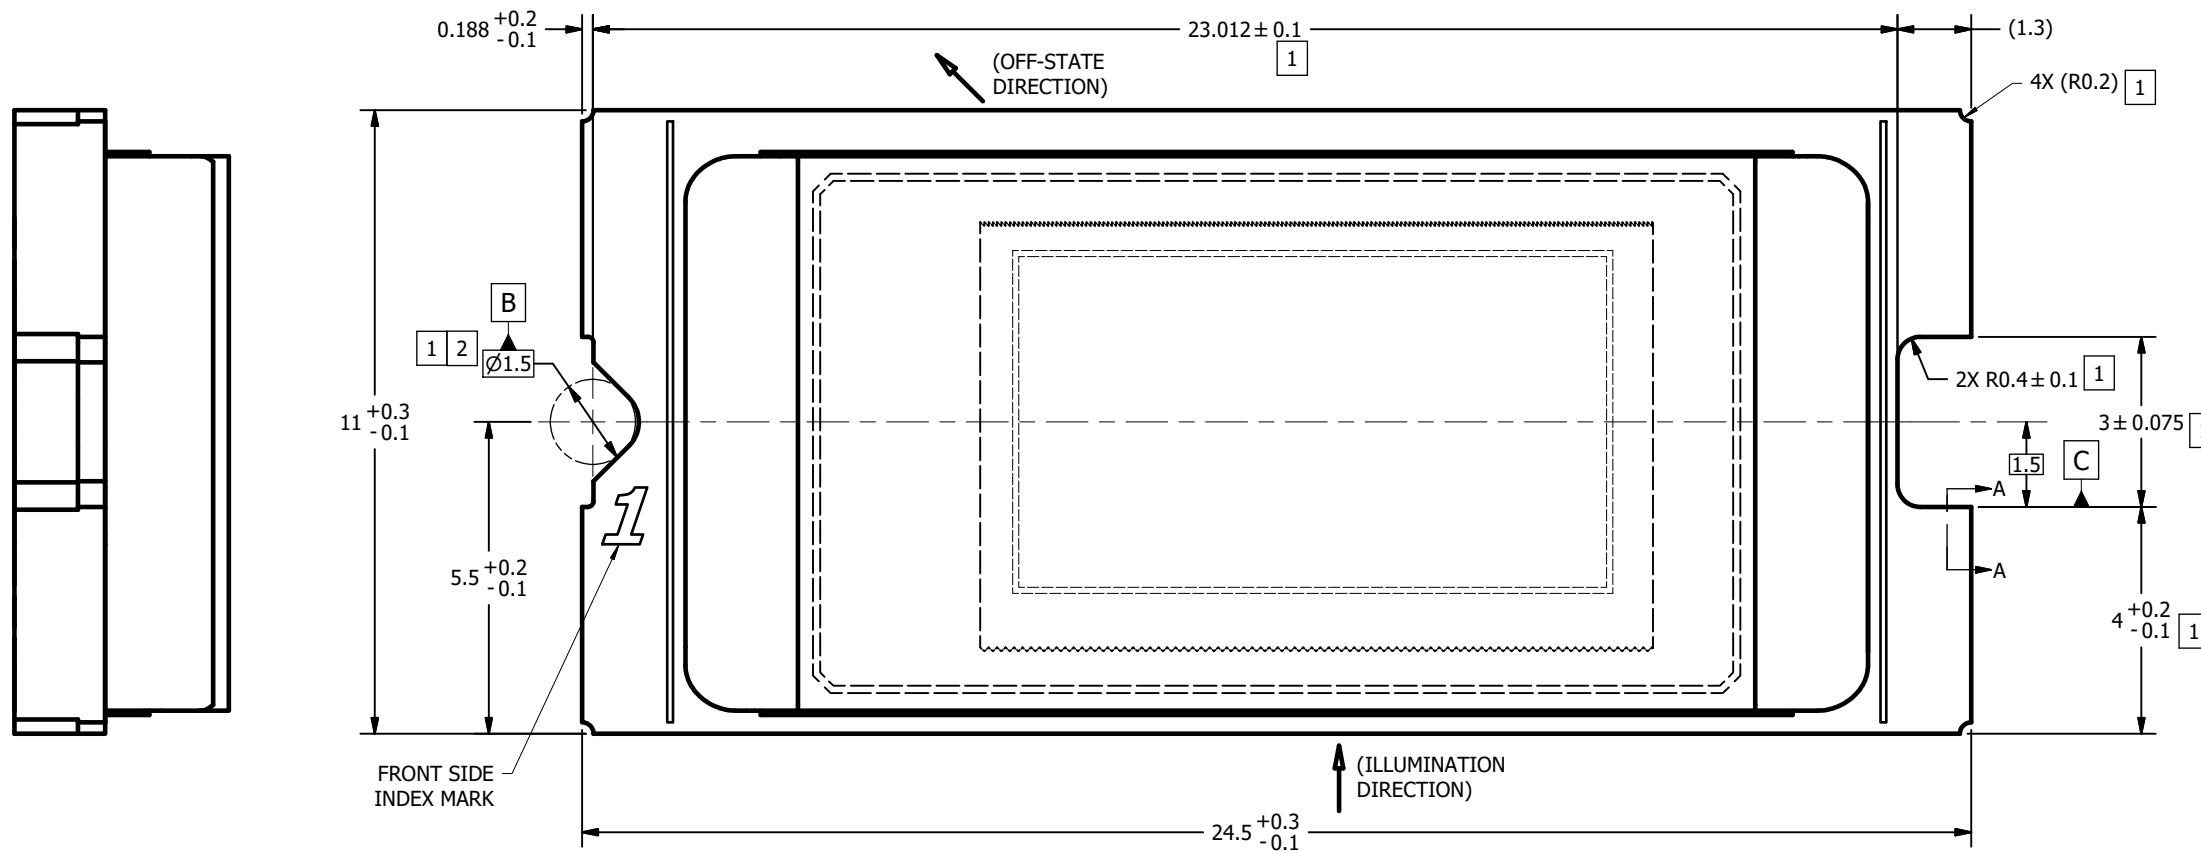 0.188 +0.2
-0.1
23.012 ± 0.1
1
(1.3)
(OFF-STATE
DIRECTION)
4X (R0.2) 1
B
1 2
Ø1.5
2X R0.4 ± 0.1 1
11 +0.3
-0.1
3 ± 0.075
1.5
C
A
1
5.5 +0.2
-0.1
A
4 +0.2
-0.1 1
FRONT SIDE
INDEX MARK
(ILLUMINATION
DIRECTION)
24.5 +0.3
-0.1